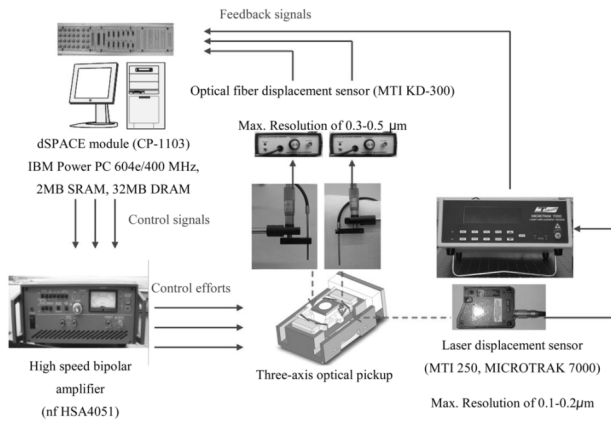 Feedback signals
Optical fiber displacement sensor (MTI KD-300)
Max. Resolution of 0.3-0.5 µm
dSPACE module (CP-1103)
IBM Power PC 604e/400 MHz,
2MB SRAM, 32MB DRAM
Control signals
Control efforts
High speed bipolar
amplifier
(nf HSA4051)
Three-axis optical pickup
Laser displacement sensor
(MTI 250, MICROTRAK 7000)
Max. Resolution of 0.1-0.2µm